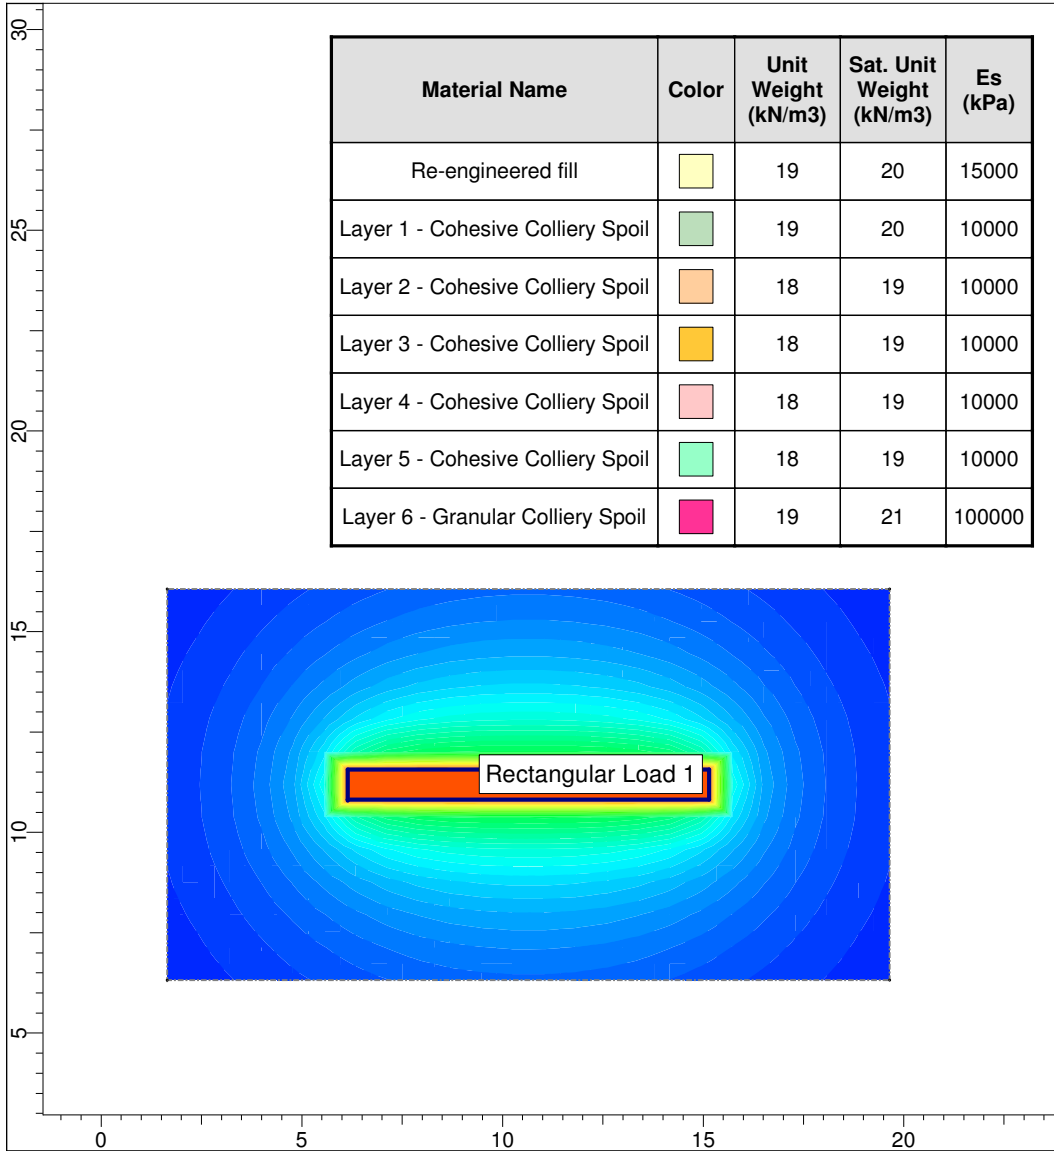 30
25
20
15
10
5
Material Name Color Unit Weight (kN/m3) Sat. Unit Weight (kN/m3) Es (kPa)
Re-engineered fill 19 20 15000
Layer 1 - Cohesive Colliery Spoil 19 20 10000
Layer 2 - Cohesive Colliery Spoil 18 19 10000
Layer 3 - Cohesive Colliery Spoil 18 19 10000
Layer 4 - Cohesive Colliery Spoil 18 19 10000
Layer 5 - Cohesive Colliery Spoil 18 19 10000
Layer 6 - Granular Colliery Spoil 19 21 100000
Rectangular Load 1
0 5 10 15 20